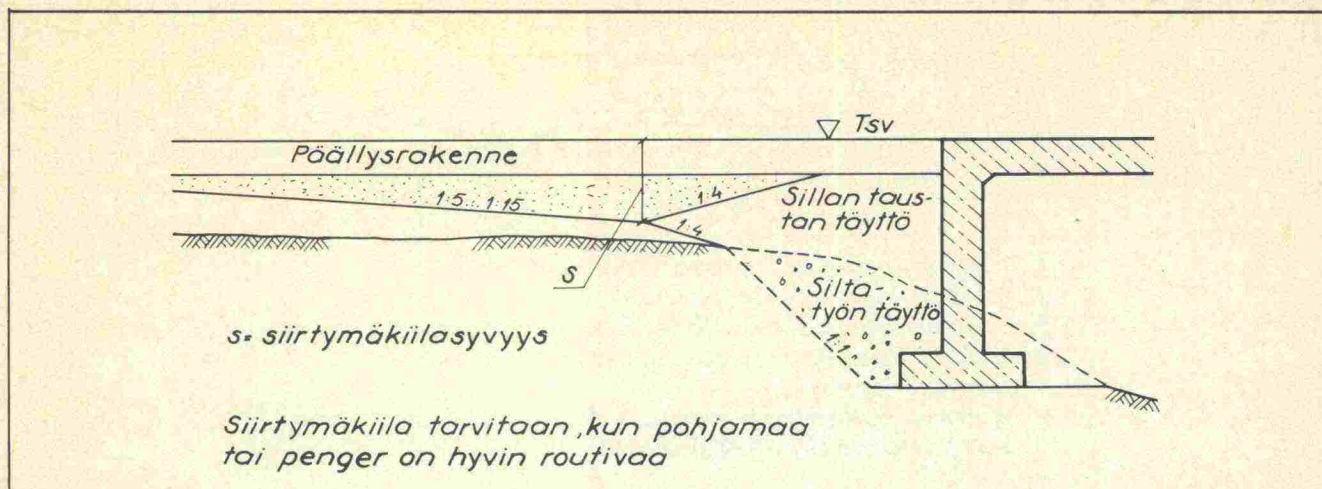 Tsv
Päällysrakenne
1:5...1:15
1:4
Sillan taus-
tan täyttö
1:4
S
Silta-
työn täyttö
1:1
s= siirtymäkiilasyvyys
Siirtymäkiila tarvitaan, kun pohjamaa
tai penger on hyvin routivaa